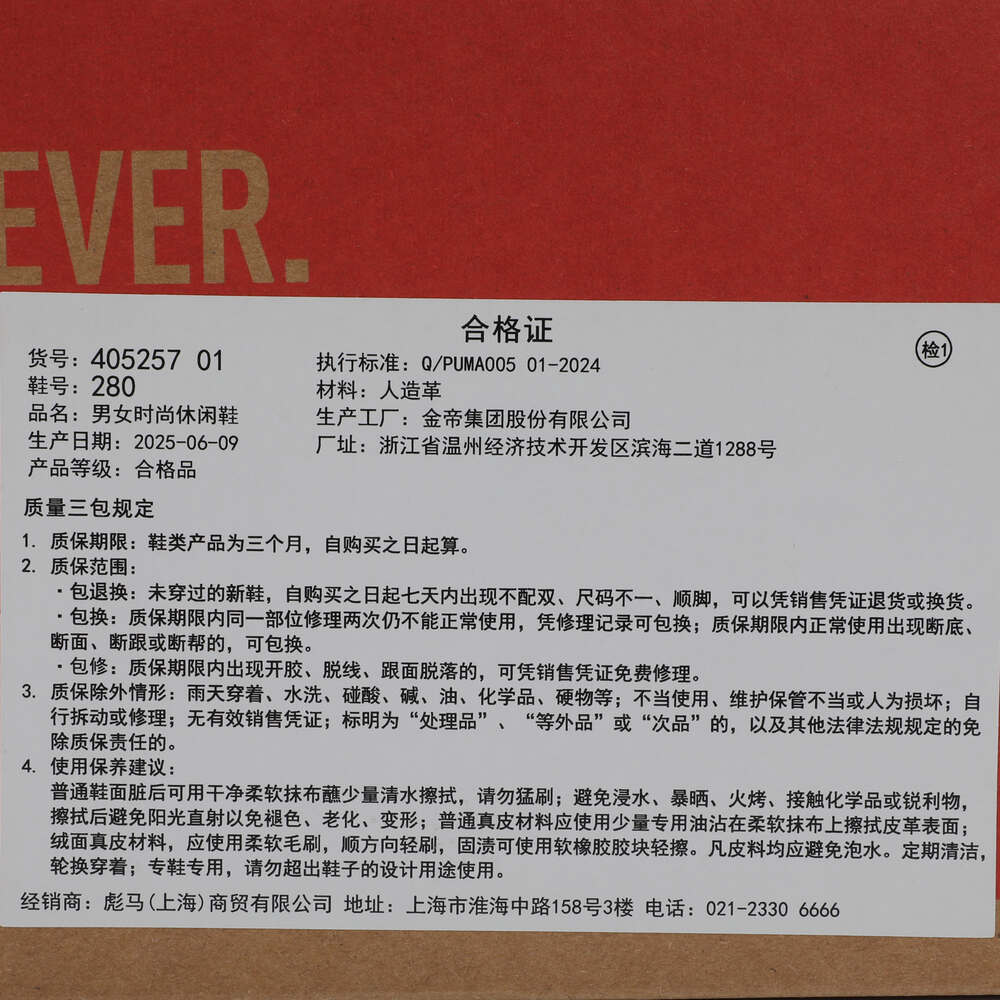 EVER.
合格证
检1
货号：405257 01
执行标准：Q/PUMA005 01-2024
鞋号：280
材料：人造革
品名：男女时尚休闲鞋
生产工厂：金帝集团股份有限公司
生产日期：2025-06-09
厂址：浙江省温州经济技术开发区滨海二道1288号
产品等级：合格品
质量三包规定
1. 质保期限：鞋类产品为三个月，自购买之日起算。
2. 质保范围：
·包退换：未穿过的新鞋，自购买之日起七天内出现不配双、尺码不一、顺脚，可以凭销售凭证退货或换货。
·包换：质保期限内同一部位修理两次仍不能正常使用，凭修理记录可包换；质保期限内正常使用出现断底、
断面、断跟或断帮的，可包换。
·包修：质保期限内出现开胶、脱线、跟面脱落的，可凭销售凭证免费修理。
3. 质保除外情形：雨天穿着、水洗、碰酸、碱、油、化学品、硬物等；不当使用、维护保管不当或人为损坏；自
行拆动或修理；无有效销售凭证；标明为“处理品”、“等外品”或“次品”的，以及其他法律法规规定的免
除质保责任的。
4. 使用保养建议：
普通鞋面脏后可用干净柔软抹布蘸少量清水擦拭，请勿猛刷；避免浸水、暴晒、火烤、接触化学品或锐利物，
擦拭后避免阳光直射以免褪色、老化、变形；普通真皮材料应使用少量专用油沾在柔软抹布上擦拭皮革表面；
绒面真皮材料，应使用柔软毛刷，顺方向轻刷，固渍可使用软橡胶胶块轻擦。凡皮料均应避免泡水。定期清洁，
轮换穿着；专鞋专用，请勿超出鞋子的设计用途使用。
经销商：彪马(上海)商贸有限公司 地址：上海市淮海中路158号3楼 电话：021-2330 6666